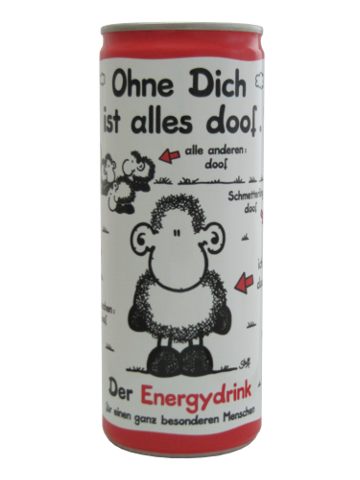 Ohne Dich
ist alles doof.
alle anderen:
doof
Schmetterling
doof
Der Energydrink
für einen ganz besonderen Menschen